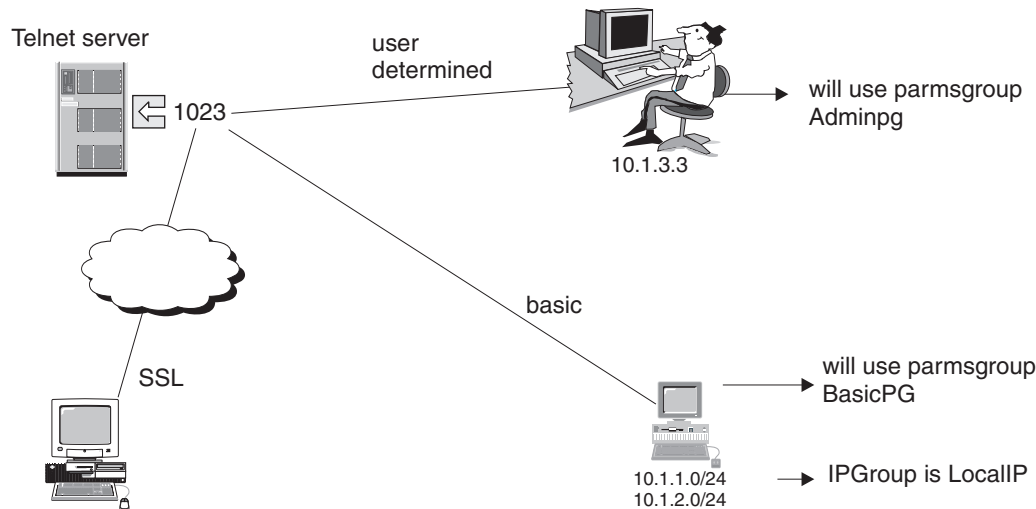 Telnet server
user
determined
1023
will use parmsgroup
Adminpg
10.1.3.3
basic
SSL
will use parmsgroup
BasicPG
10.1.1.0/24
10.1.2.0/24
IPGroup is LocalIP